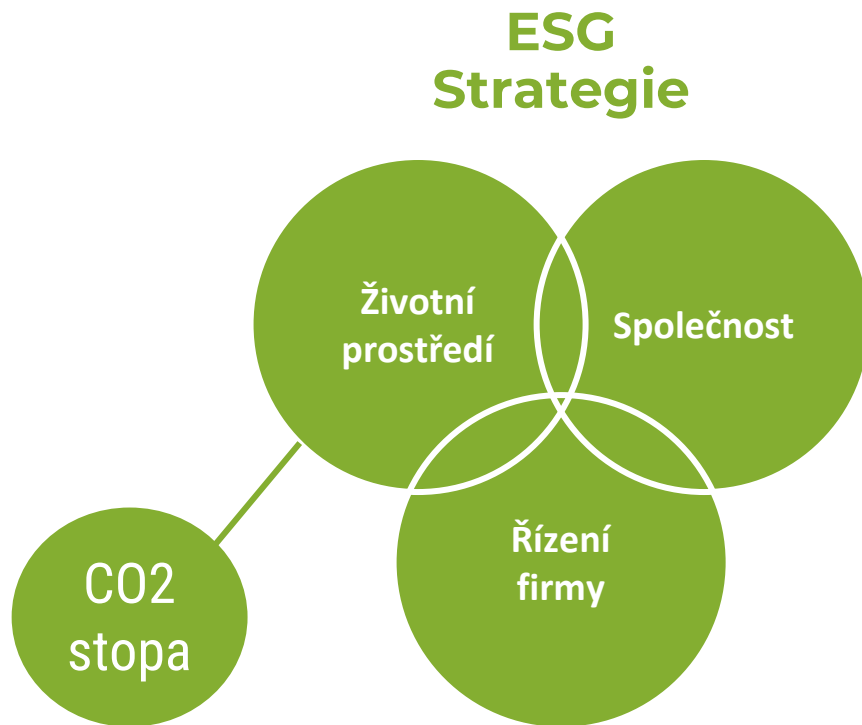 ESG
Strategie
Životní
prostředí
Společnost
Řízení
firmy
CO2
stopa